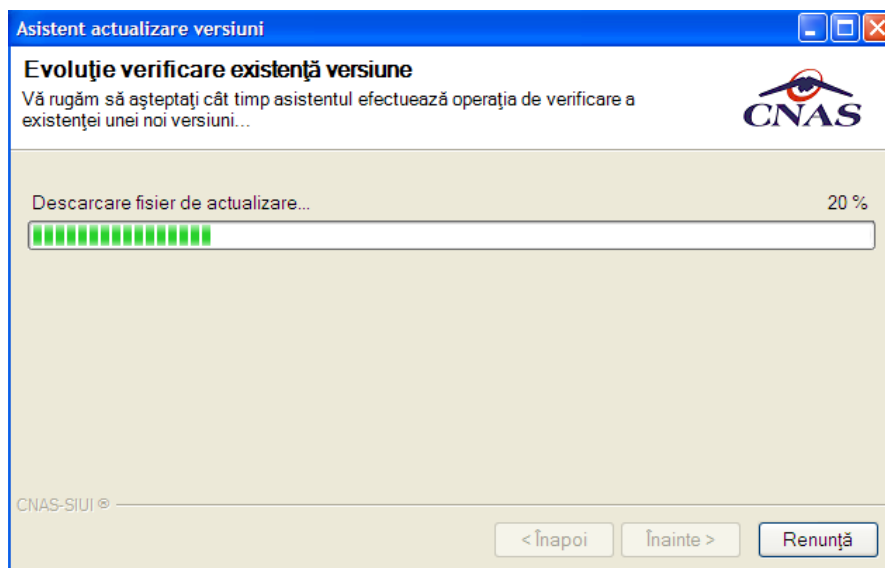 Asistent actualizare versiuni
Evoluţie verificare existenţă versiune
Vă rugăm să aşteptaţi cât timp asistentul efectuează operaţia de verificare a
existenţei unei noi versiuni...
CNAS
Descarcare fisier de actualizare... 20 %
CNAS-SIUI ®
< Înapoi Înainte > Renunţă